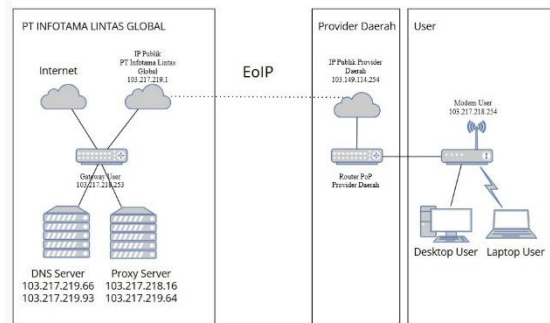 PT INFOTAMA LINTAS GLOBAL
Internet
IP Publik
PT Infotama Lintas
Global
103.217.219.1
Gateway User
103.217.218.253
DNS Server
103.217.219.66
103.217.219.93
Proxy Server
103.217.218.16
103.217.219.64
EoIP
Provider Daerah
IP Publik Provider
Daerah
103.149.114.254
Router PoP
Provider Daerah
User
Modem User
103.217.218.254
Desktop User
Laptop User